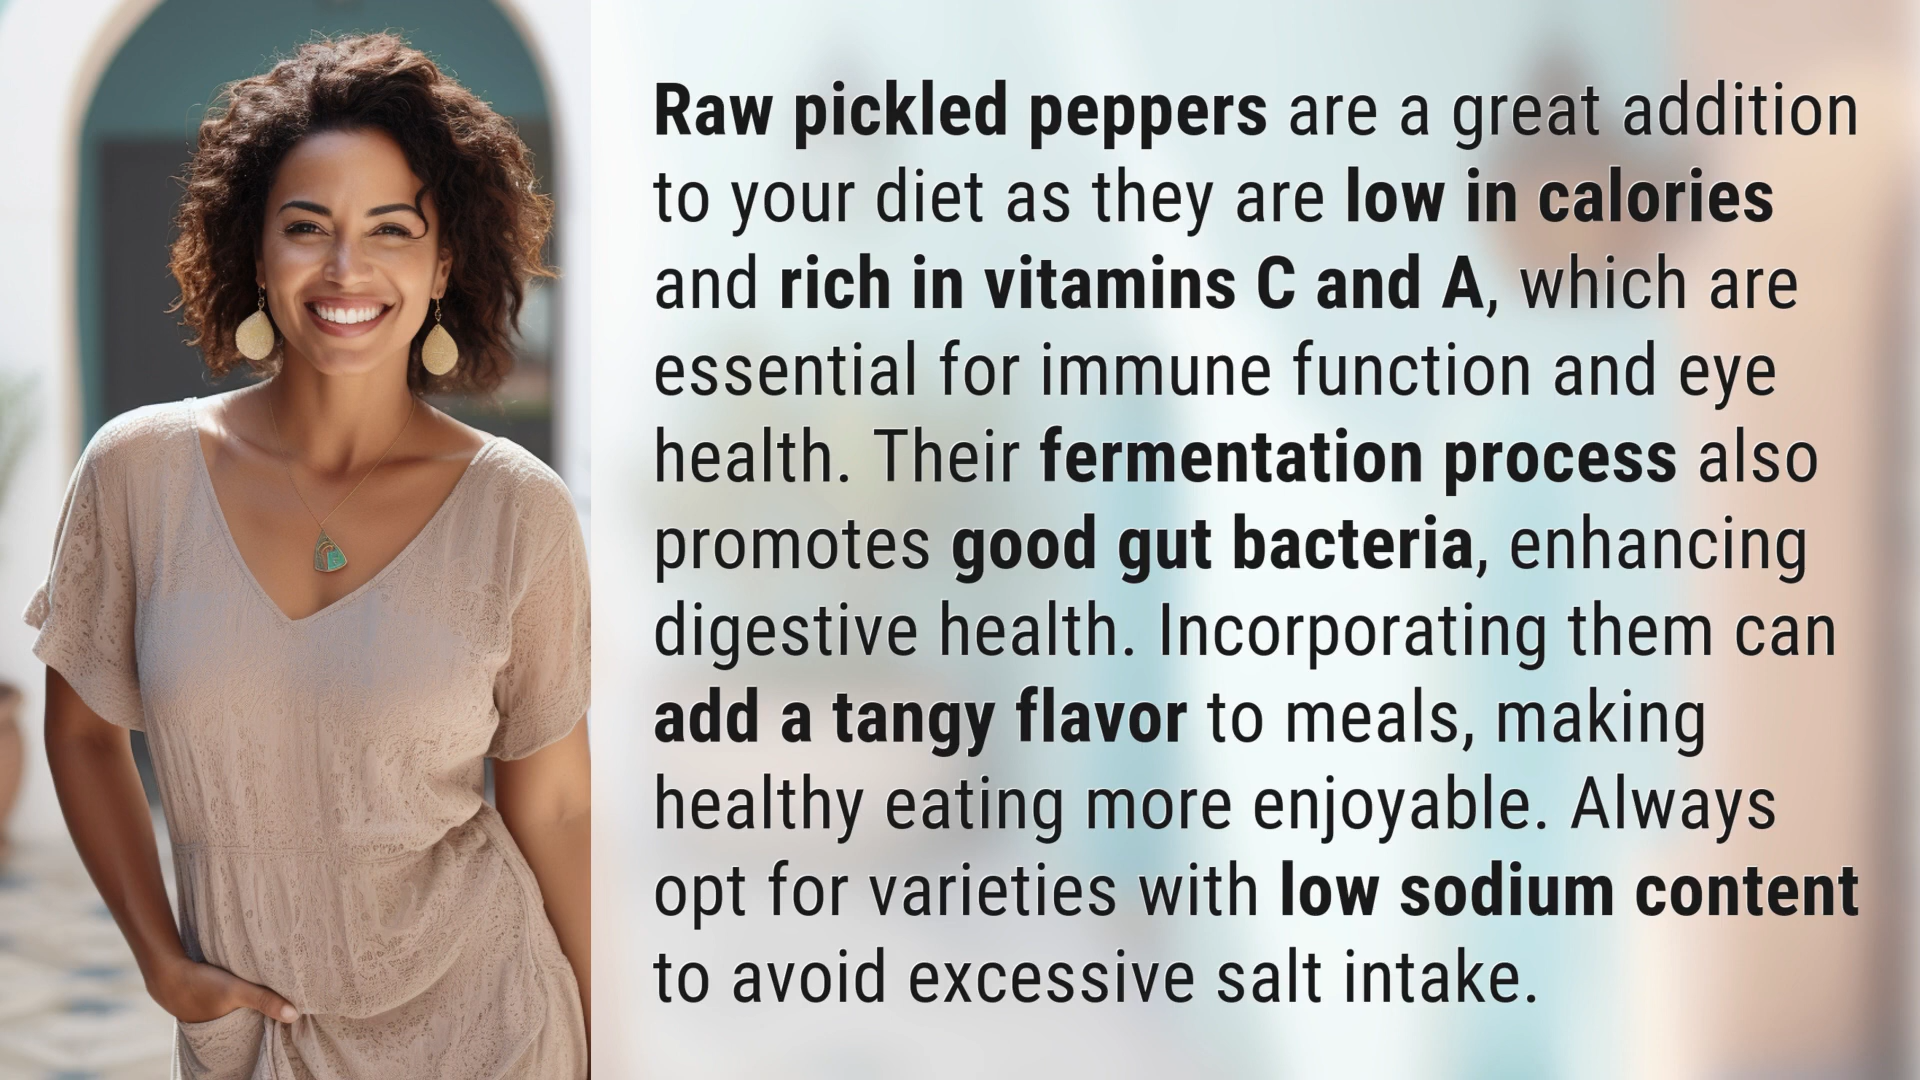 Raw pickled peppers are a great addition
to your diet as they are low in calories
and rich in vitamins C and A, which are
essential for immune function and eye
health. Their fermentation process also
promotes good gut bacteria, enhancing
digestive health. Incorporating them can
add a tangy flavor to meals, making
healthy eating more enjoyable. Always
opt for varieties with low sodium content
to avoid excessive salt intake.